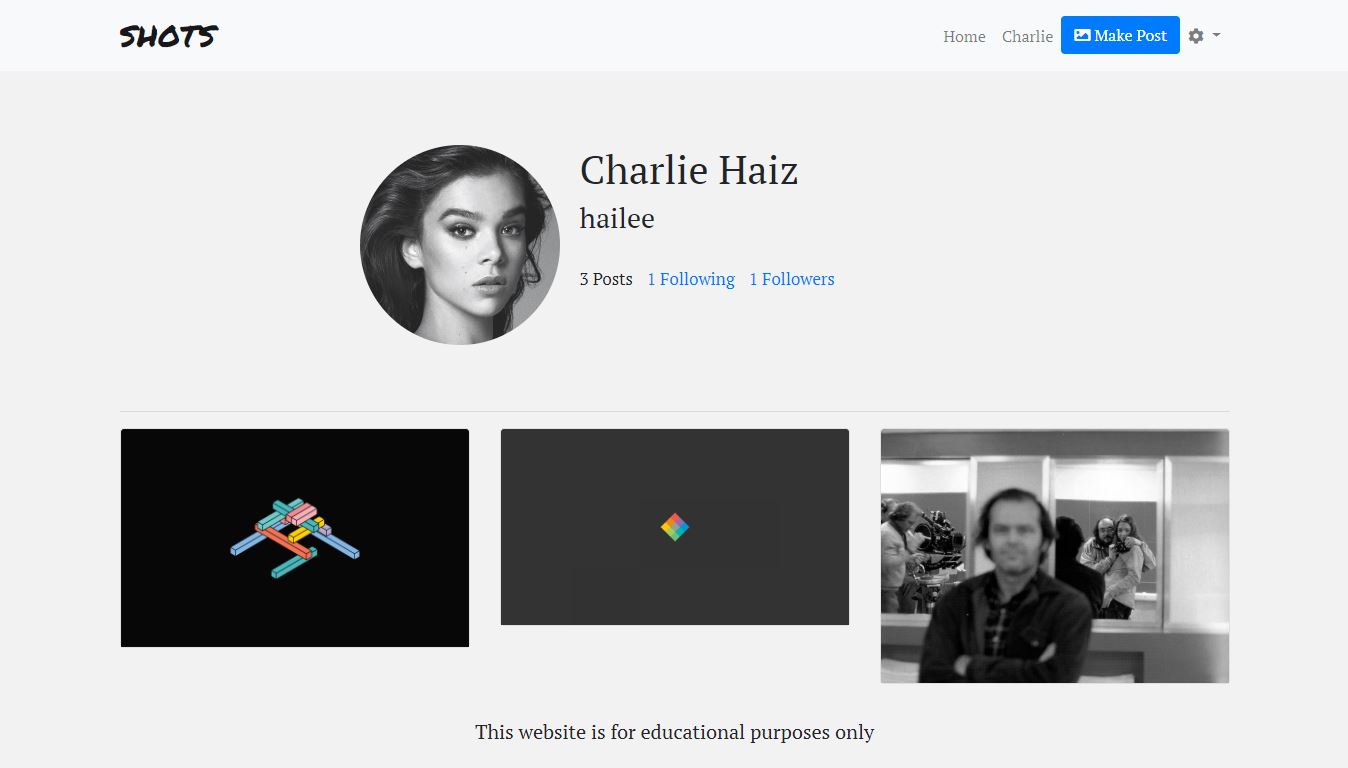 SHOTS
Home Charlie Make Post
Charlie Haiz
hailee
3 Posts 1 Following 1 Followers
This website is for educational purposes only